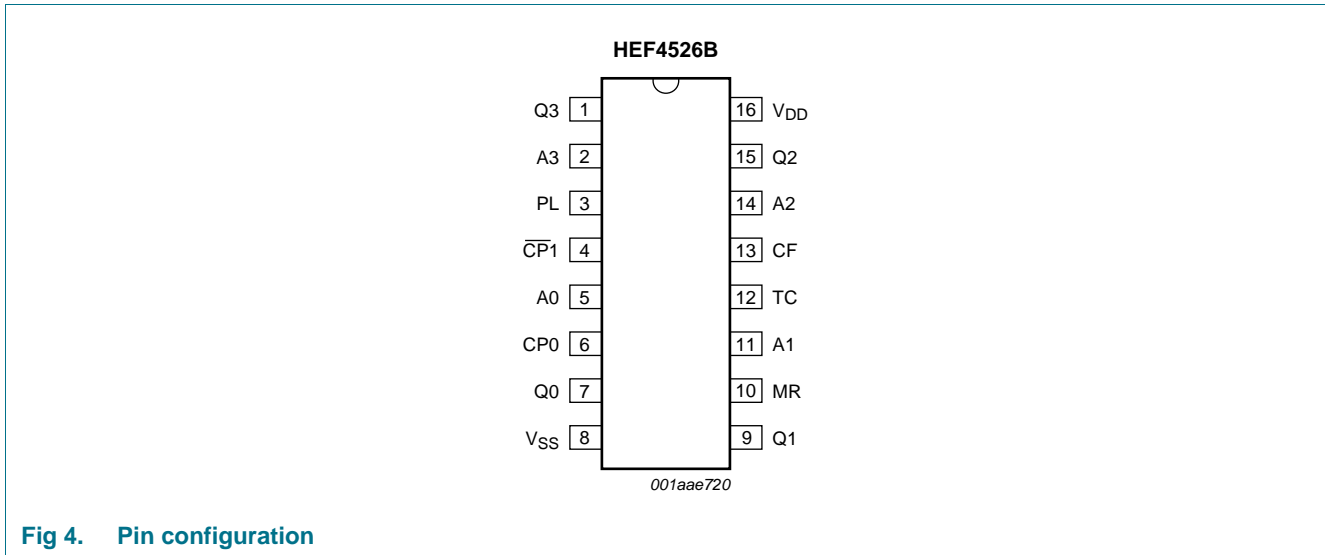 HEF4526B
Q3 1 16 VDD
A3 2 15 Q2
PL 3 14 A2
C̅P̅1 4 13 CF
A0 5 12 TC
CP0 6 11 A1
Q0 7 10 MR
VSS 8 9 Q1
001aae720
Fig 4. Pin configuration